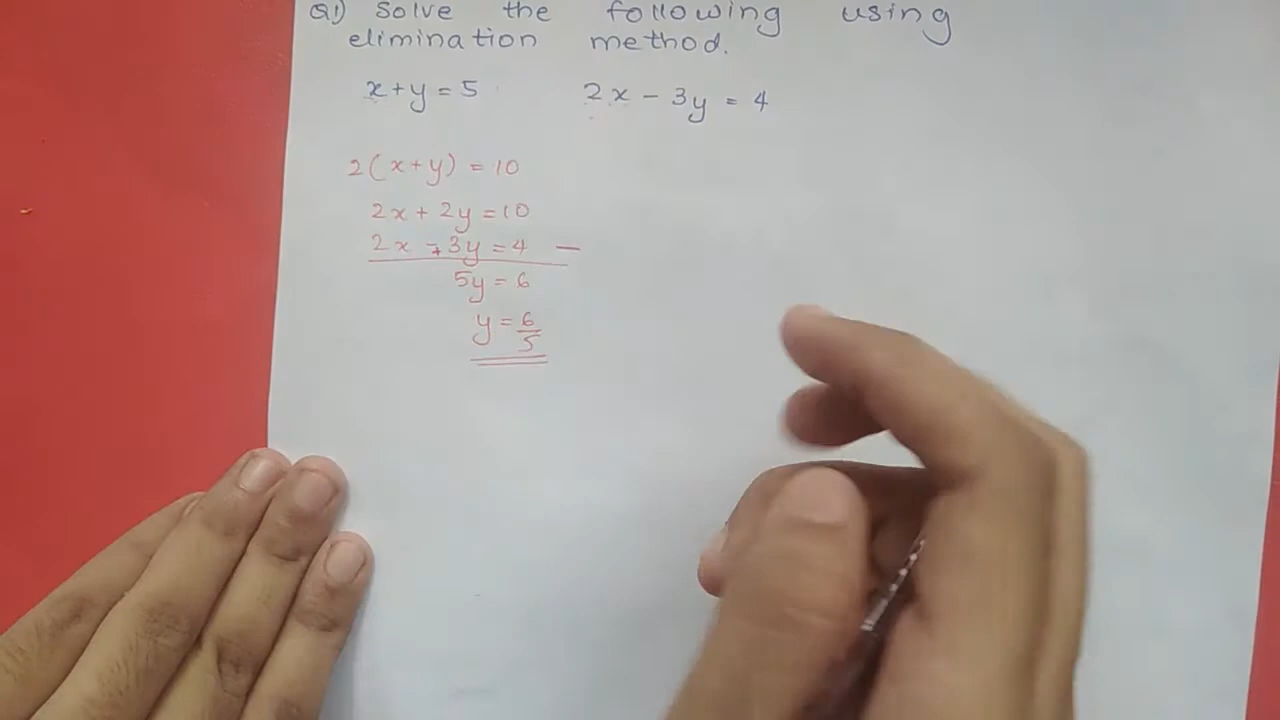 Q1) Solve the following using
elimination method.
x+y=5 2x-3y=4
2(x+y)=10
2x+2y=10
2x-3y=4 -
+
5y=6
y=6/5